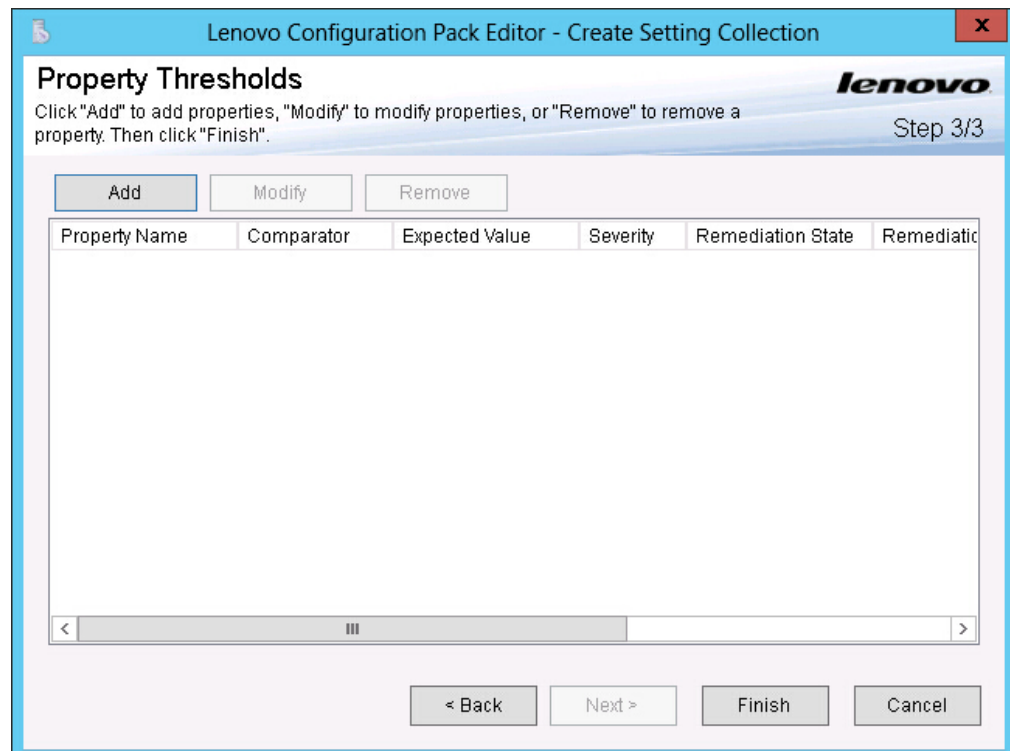 Lenovo Configuration Pack Editor - Create Setting Collection
x
Property Thresholds
lenovo
Click "Add" to add properties, "Modify" to modify properties, or "Remove" to remove a
property. Then click "Finish".
Step 3/3
Add
Modify
Remove
Property Name
Comparator
Expected Value
Severity
Remediation State
Remediatic
< Back
Next >
Finish
Cancel